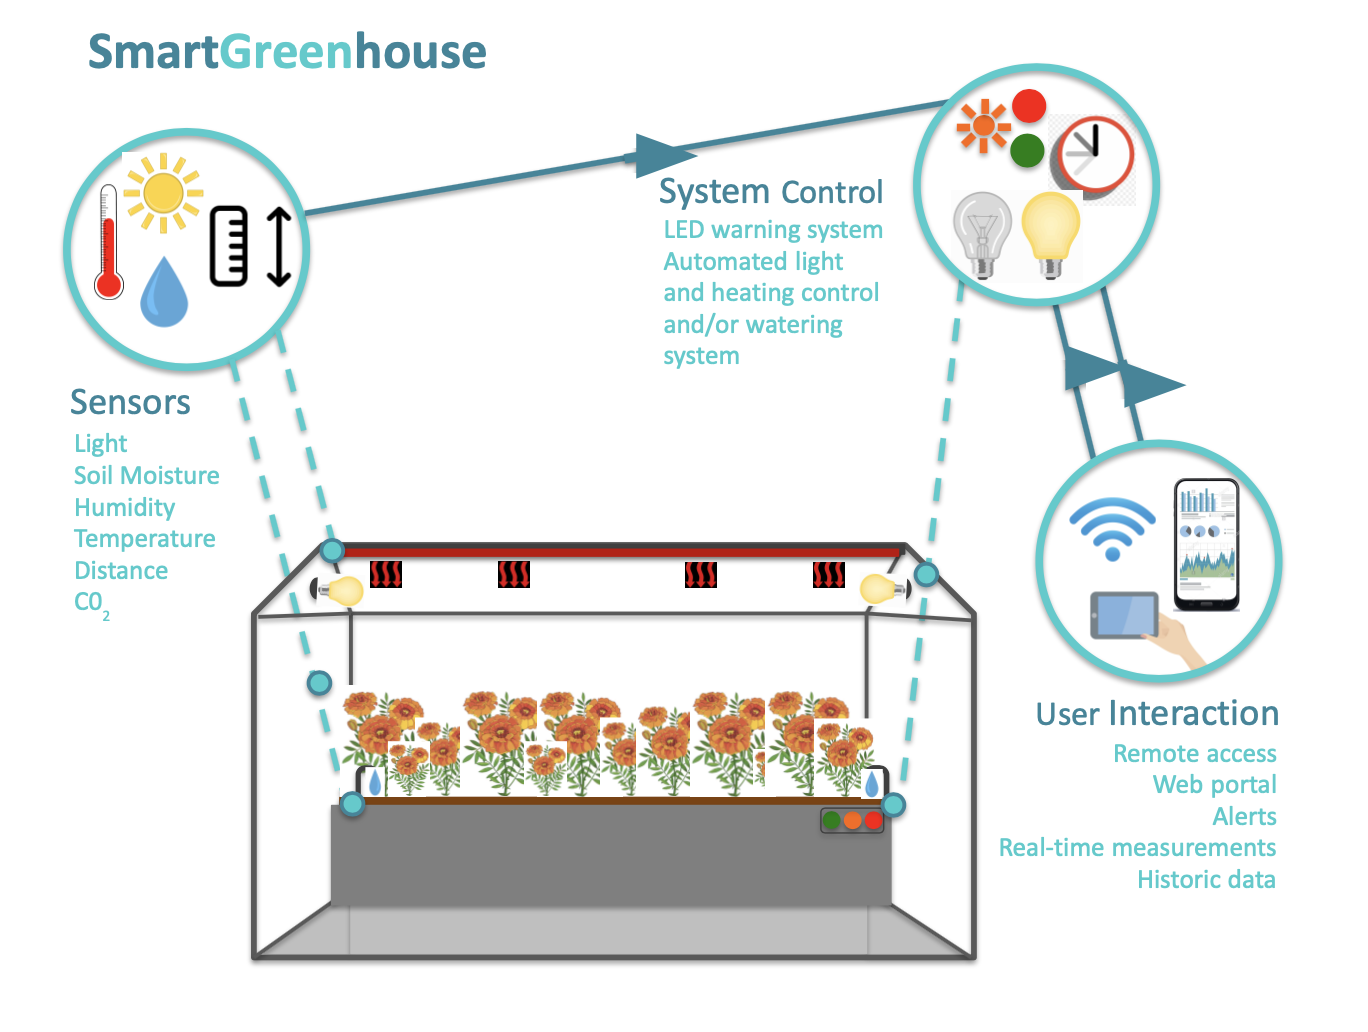 SmartGreenhouse
System Control
LED warning system
Automated light
and heating control
and/or watering
system
Sensors
Light
Soil Moisture
Humidity
Temperature
Distance
C0₂
User Interaction
Remote access
Web portal
Alerts
Real-time measurements
Historic data